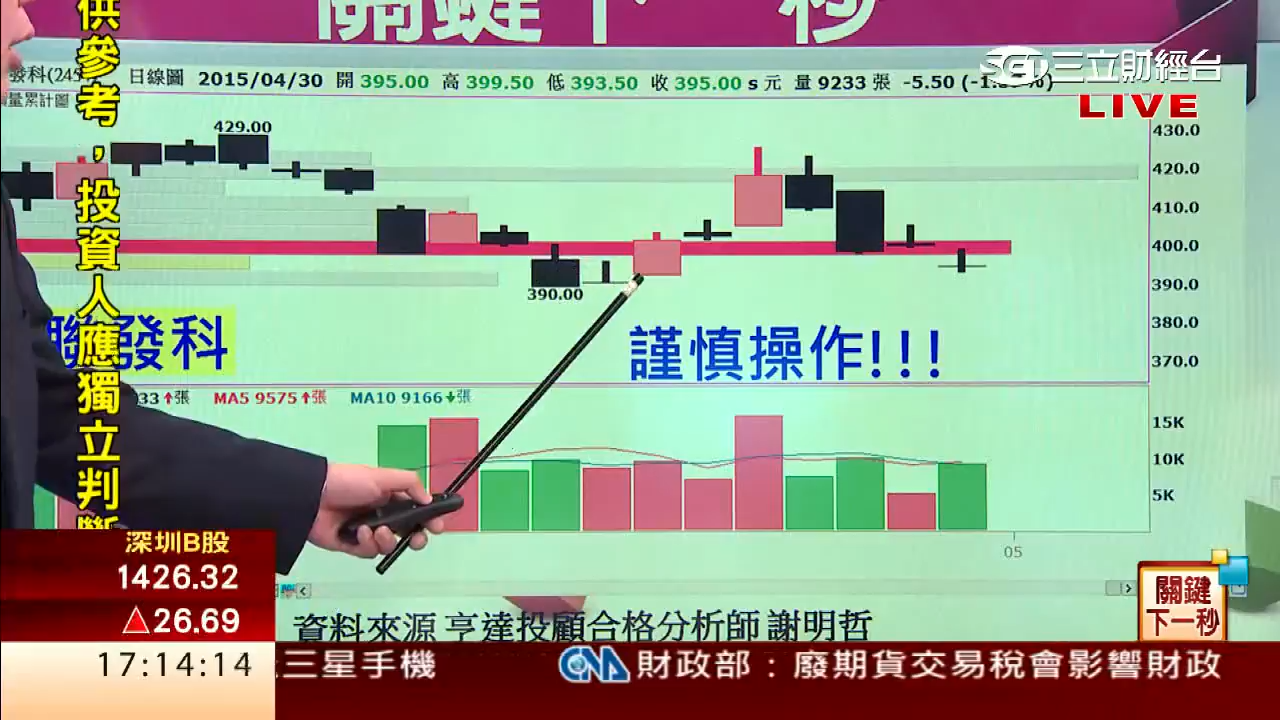 關鍵下一秒
供參考，投資人應獨立判斷
三立財經台
LIVE
發科(245 日線圖 2015/04/30 開 395.00 高 399.50 低 393.50 收 395.00 s 元 量 9233 張 -5.50
量累計圖
429.00
430.0
420.0
410.0
400.0
390.0
380.0
370.0
390.00
聯發科
謹慎操作!!!
33↑張 MA5 9575↑張 MA10 9166↓張
15K
10K
5K
05
資料來源 亨達投顧合格分析師 謝明哲
深圳B股
1426.32
▲26.69
關鍵
下一秒
17:14:14 三星手機 CNA 財政部：廢期貨交易稅會影響財政